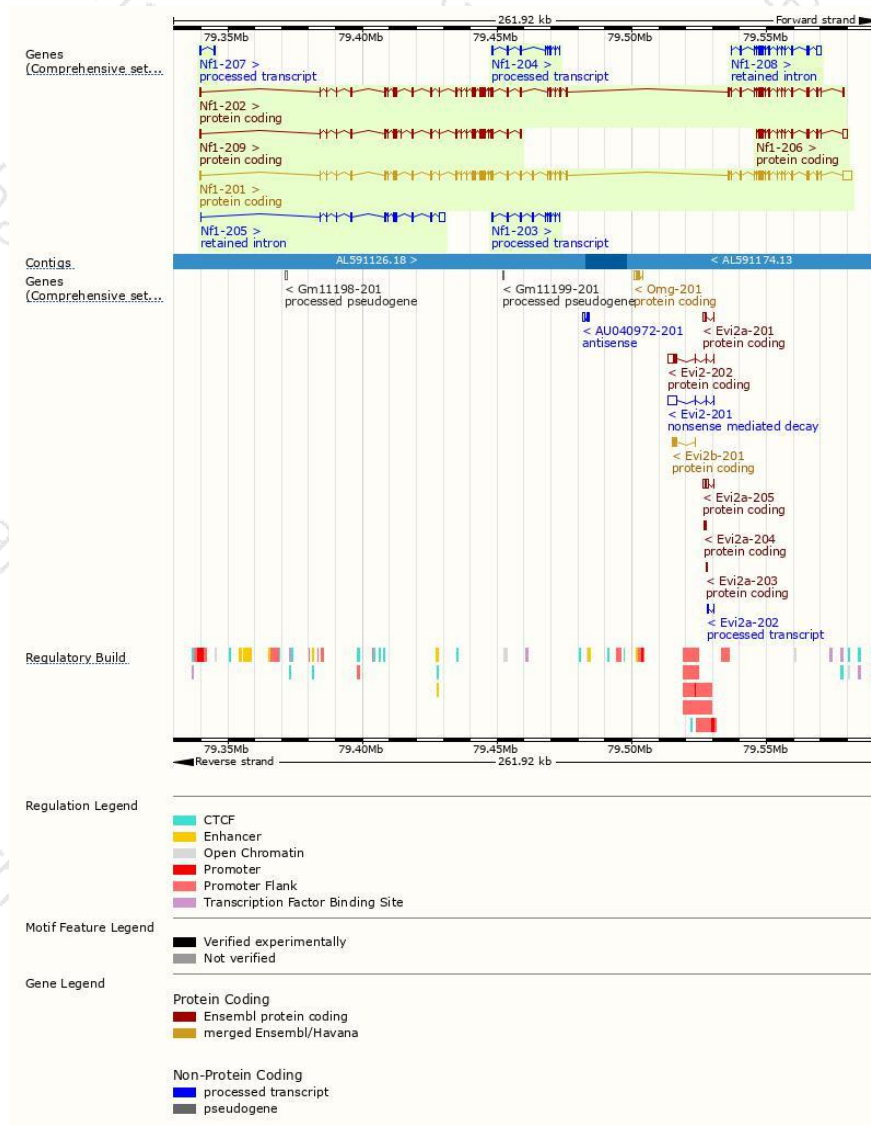 261.92 kb Forward strand
79.35Mb 79.40Mb 79.45Mb 79.50Mb 79.55Mb
Genes
(Comprehensive set...
Nf1-207 > Nf1-204 > Nf1-208 >
processed transcript processed transcript retained intron
Nf1-202 >
protein coding
Nf1-209 > Nf1-206 >
protein coding protein coding
Nf1-201 >
protein coding
Nf1-205 > Nf1-203 >
retained intron processed transcript
Contigs AL591126.18 > < AL591174.13
Genes
(Comprehensive set...
< Gm11198-201 < Gm11199-201 < Omg-201
processed pseudogene processed pseudogene protein coding
< AU040972-201 < Evi2a-201
antisense protein coding
< Evi2-202
protein coding
< Evi2-201
nonsense mediated decay
< Evi2b-201
protein coding
< Evi2a-205
protein coding
< Evi2a-204
protein coding
< Evi2a-203
protein coding
< Evi2a-202
processed transcript
Regulatory Build
79.35Mb 79.40Mb 79.45Mb 79.50Mb 79.55Mb
Reverse strand 261.92 kb
Regulation Legend
CTCF
Enhancer
Open Chromatin
Promoter
Promoter Flank
Transcription Factor Binding Site
Motif Feature Legend
Verified experimentally
Not verified
Gene Legend
Protein Coding
Ensembl protein coding
merged Ensembl/Havana
Non-Protein Coding
processed transcript
pseudogene